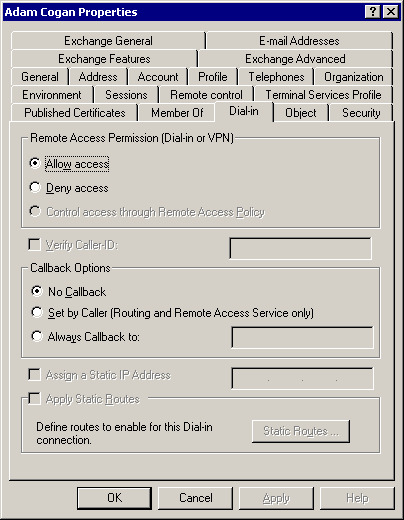 Adam Cogan Properties
Exchange General E-mail Addresses
Exchange Features Exchange Advanced
General Address Account Profile Telephones Organization
Environment Sessions Remote control Terminal Services Profile
Published Certificates Member Of Dial-in Object Security
Remote Access Permission (Dial-in or VPN)
Allow access
Deny access
Control access through Remote Access Policy
Verify Caller-ID:
Callback Options
No Callback
Set by Caller (Routing and Remote Access Service only)
Always Callback to:
Assign a Static IP Address
Apply Static Routes
Define routes to enable for this Dial-in
connection.
Static Routes ...
OK Cancel Apply Help